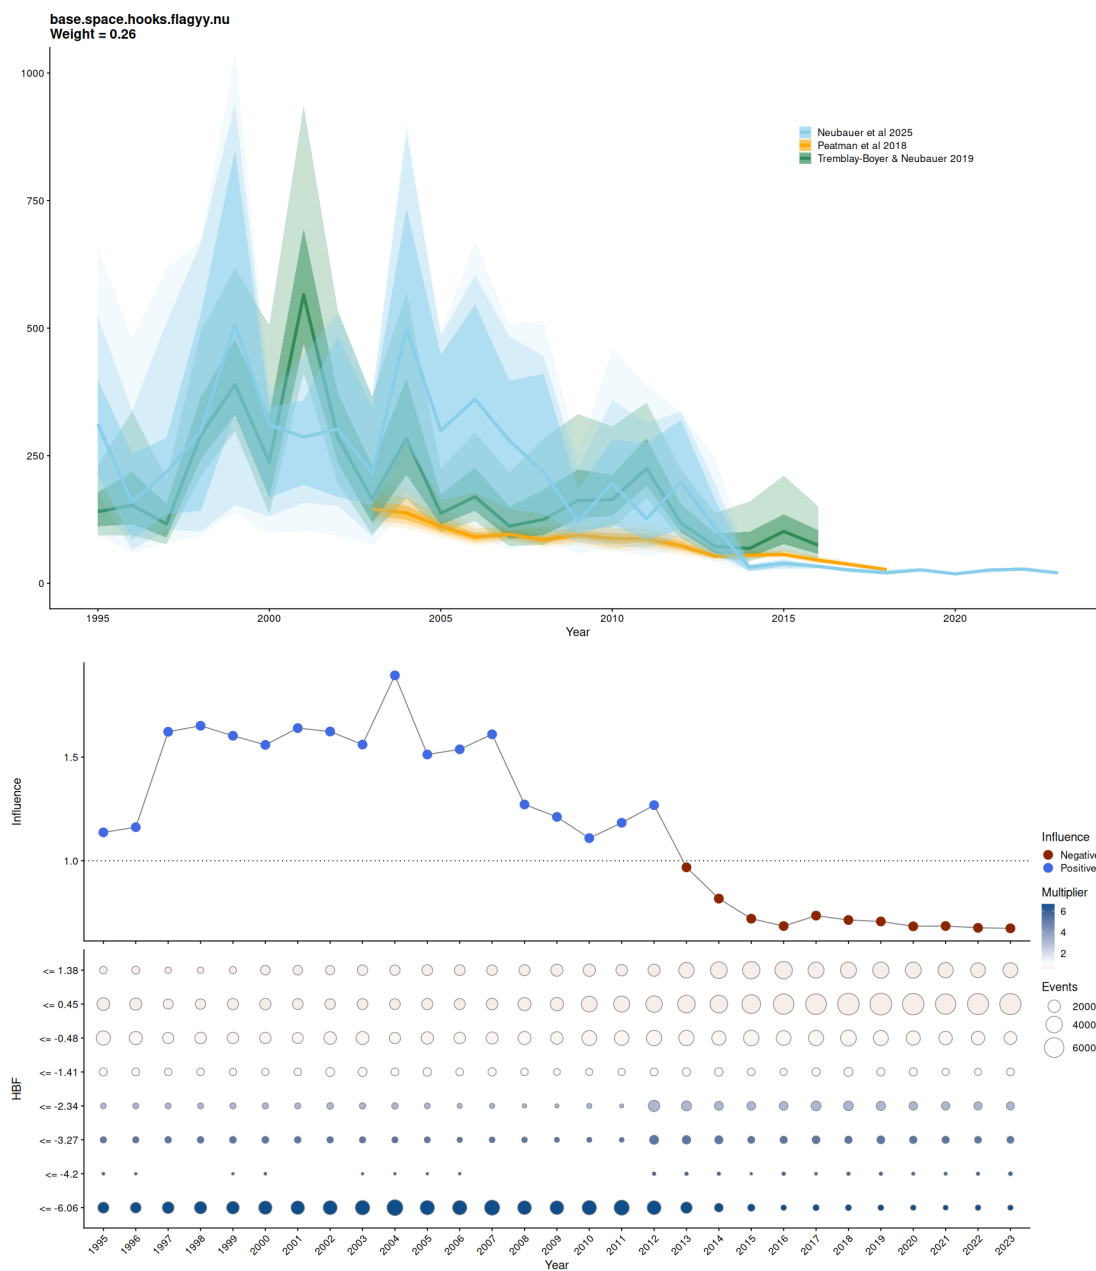 base.space.hooks.flagyy.nu
Weight = 0.26
1000
750
500
250
0
Neubauer et al 2025
Peatman et al 2018
Tremblay-Boyer & Neubauer 2019
1995 2000 2005 2010 2015 2020
Year
Influence
1.5
1.0
Influence
Negative
Positive
Multiplier
6
4
2
Events
2000
4000
6000
HBF
<= 1.38
<= 0.45
<= -0.48
<= -1.41
<= -2.34
<= -3.27
<= -4.2
<= -6.06
1995 1996 1997 1998 1999 2000 2001 2002 2003 2004 2005 2006 2007 2008 2009 2010 2011 2012 2013 2014 2015 2016 2017 2018 2019 2020 2021 2022 2023
Year